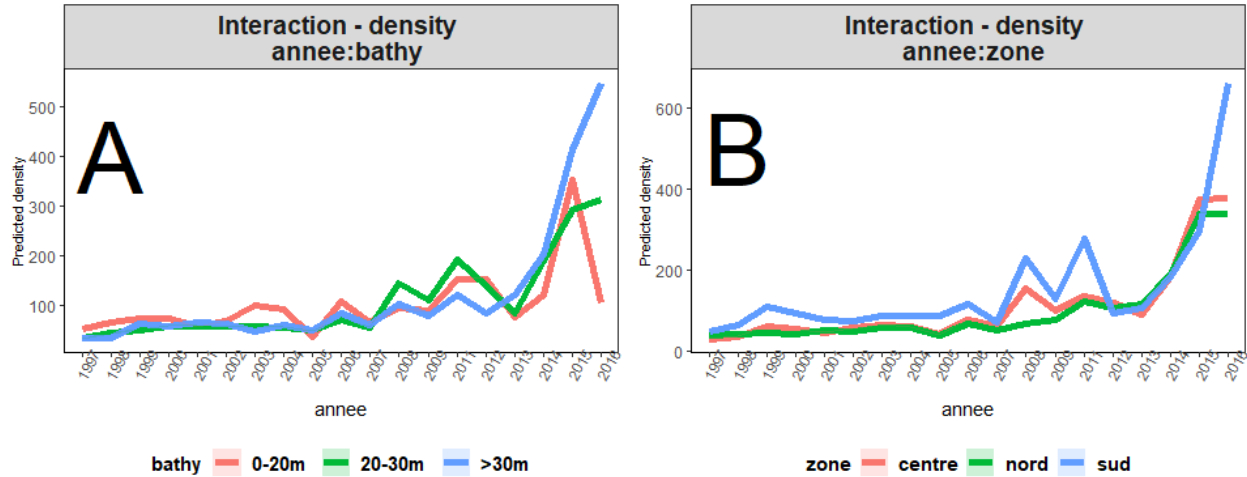 Interaction - density
annee:bathy
Predicted density
500
400
300
200
100
A
1997 1998 1999 2000 2001 2002 2003 2004 2005 2006 2007 2008 2009 2011 2012 2013 2014 2015 2016
annee
bathy 0-20m 20-30m >30m
Interaction - density
annee:zone
Predicted density
600
400
200
0
B
1997 1998 1999 2000 2001 2002 2003 2004 2005 2006 2007 2008 2009 2011 2012 2013 2014 2015 2016
annee
zone centre nord sud